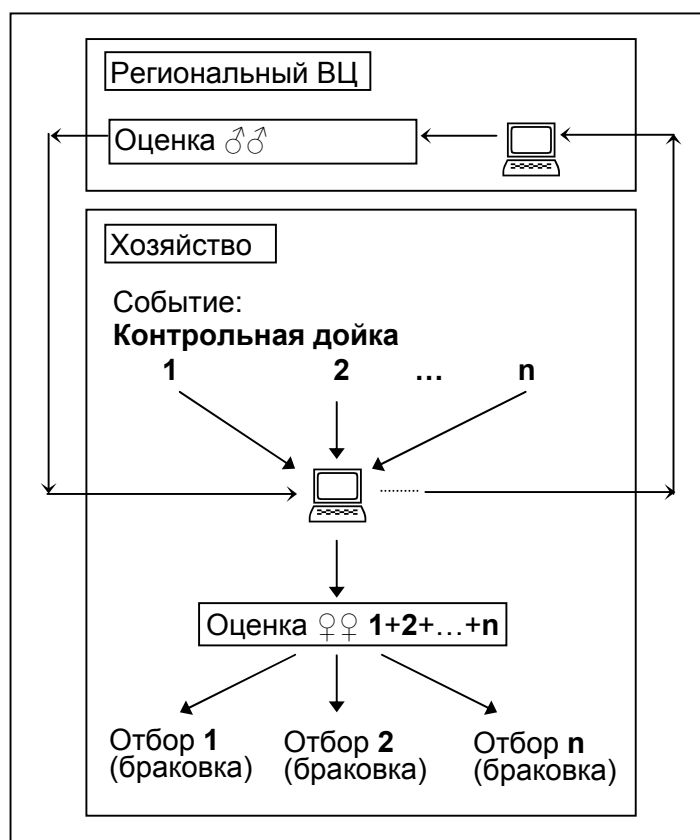 Региональный ВЦ
Оценка ♂♂
Хозяйство
Событие:
Контрольная дойка
1 2 ... n
Оценка ♀♀ 1+2+...+n
Отбор 1 Отбор 2 Отбор n
(браковка) (браковка) (браковка)